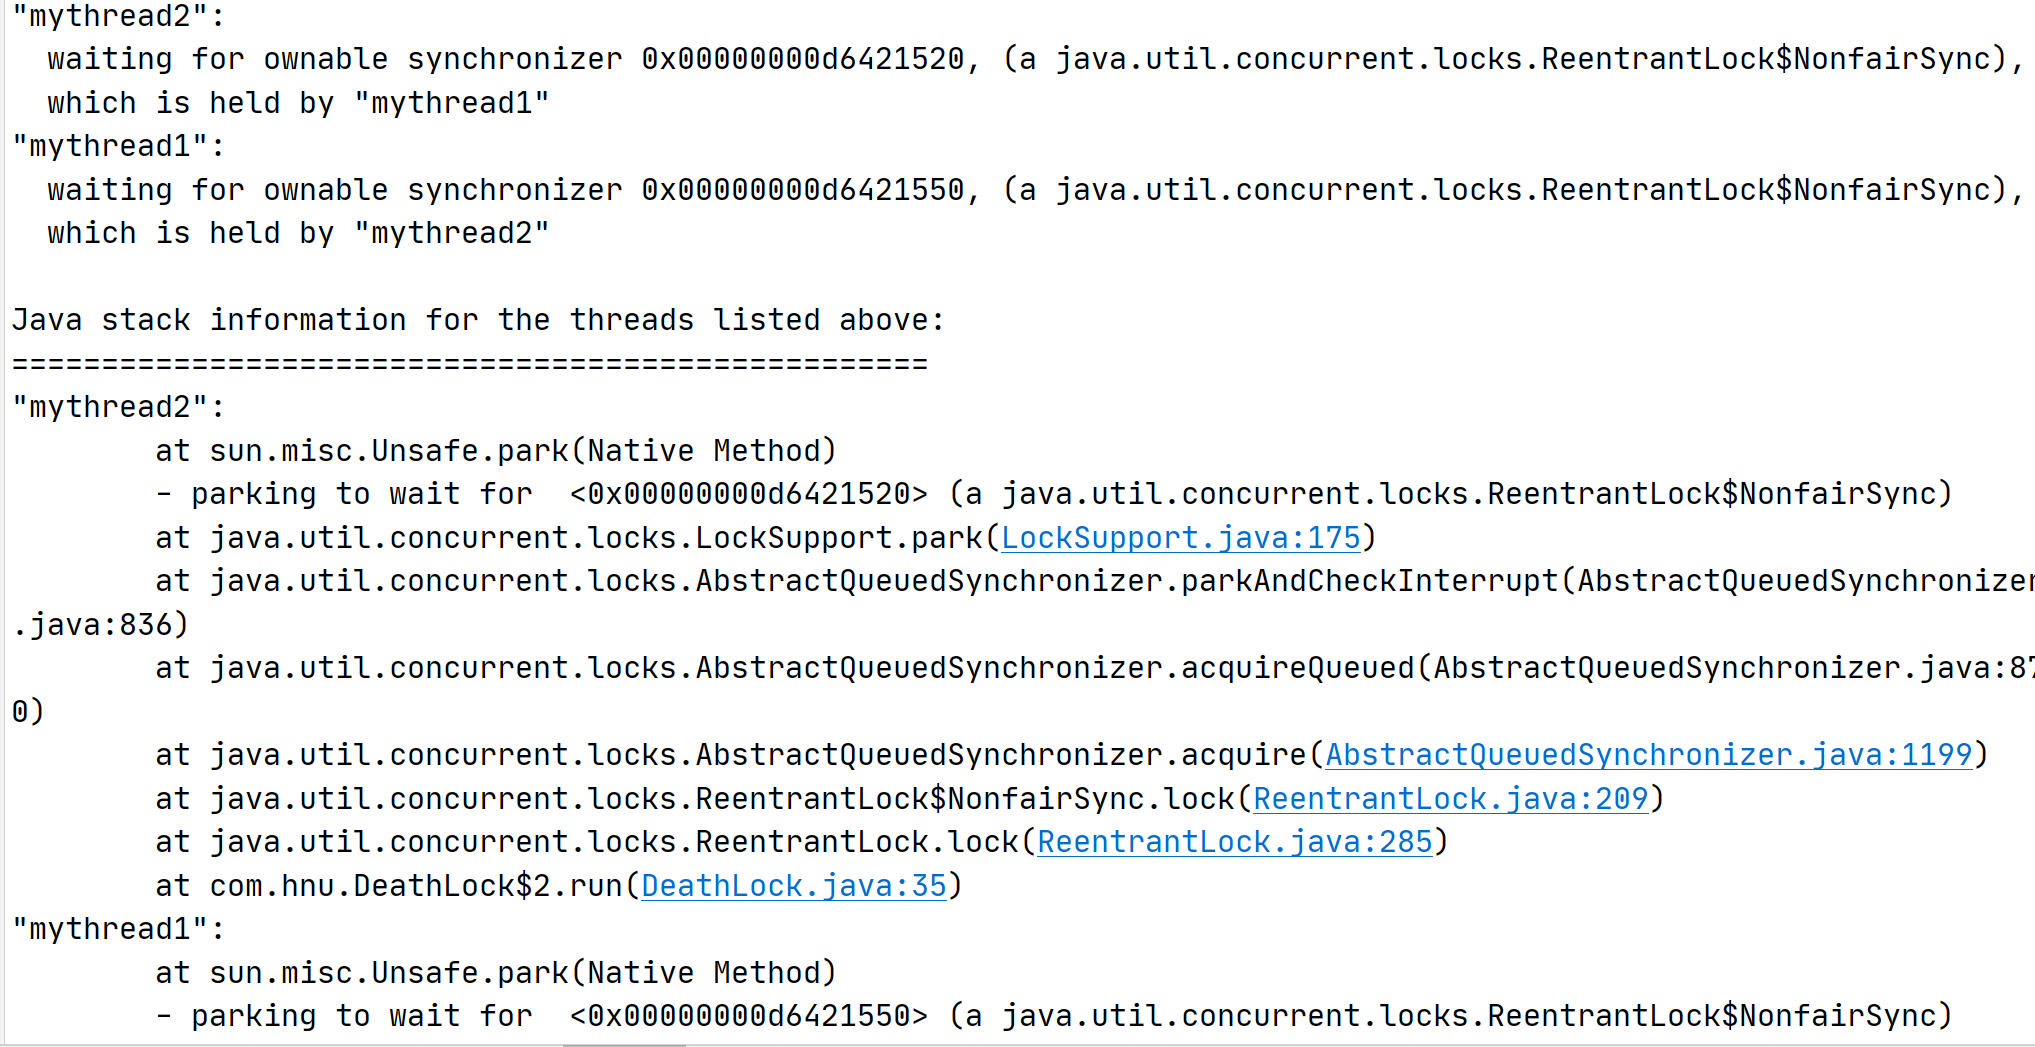 "mythread2":
  waiting for ownable synchronizer 0x00000000d6421520, (a java.util.concurrent.locks.ReentrantLock$NonfairSync),
  which is held by "mythread1"
"mythread1":
  waiting for ownable synchronizer 0x00000000d6421550, (a java.util.concurrent.locks.ReentrantLock$NonfairSync),
  which is held by "mythread2"

Java stack information for the threads listed above:
===================================================
"mythread2":
        at sun.misc.Unsafe.park(Native Method)
        - parking to wait for  <0x00000000d6421520> (a java.util.concurrent.locks.ReentrantLock$NonfairSync)
        at java.util.concurrent.locks.LockSupport.park(LockSupport.java:175)
        at java.util.concurrent.locks.AbstractQueuedSynchronizer.parkAndCheckInterrupt(AbstractQueuedSynchronizer
.java:836)
        at java.util.concurrent.locks.AbstractQueuedSynchronizer.acquireQueued(AbstractQueuedSynchronizer.java:87
0)
        at java.util.concurrent.locks.AbstractQueuedSynchronizer.acquire(AbstractQueuedSynchronizer.java:1199)
        at java.util.concurrent.locks.ReentrantLock$NonfairSync.lock(ReentrantLock.java:209)
        at java.util.concurrent.locks.ReentrantLock.lock(ReentrantLock.java:285)
        at com.hnu.DeathLock$2.run(DeathLock.java:35)
"mythread1":
        at sun.misc.Unsafe.park(Native Method)
        - parking to wait for  <0x00000000d6421550> (a java.util.concurrent.locks.ReentrantLock$NonfairSync)